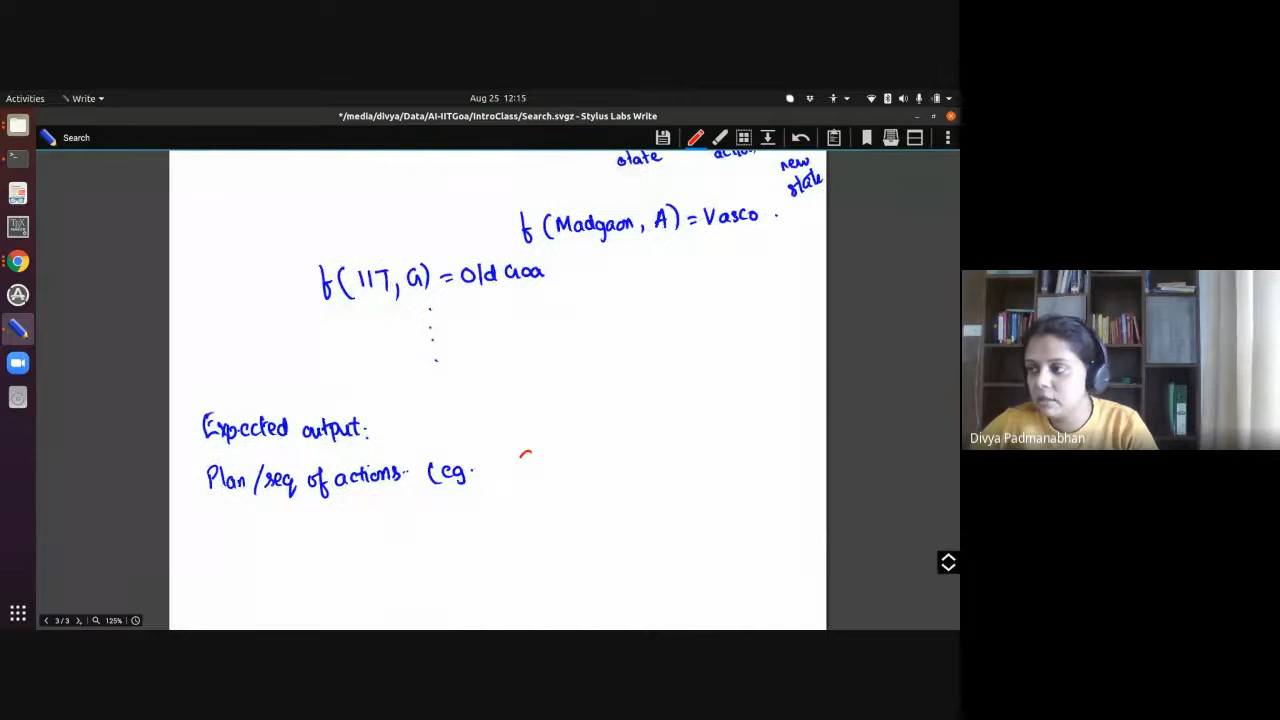 Activities
Write
Aug 25 12:15
*/media/divya/Data/AI-IITGoa/IntroClass/Search.svgz - Stylus Labs Write
Search
state
new
state
f (Madgaon, A) = Vasco .
f( IIT, G) = Old Goa
Expected output:
Plan/seq of actions.. (eg.
Divya Padmanabhan
3/3
125%